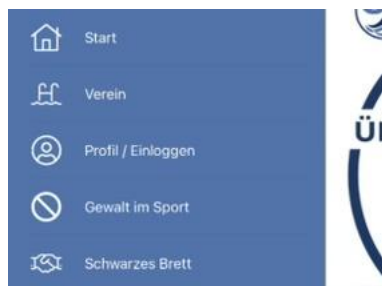 Start
Verein
Profil / Einloggen
Gewalt im Sport
Schwarzes Brett